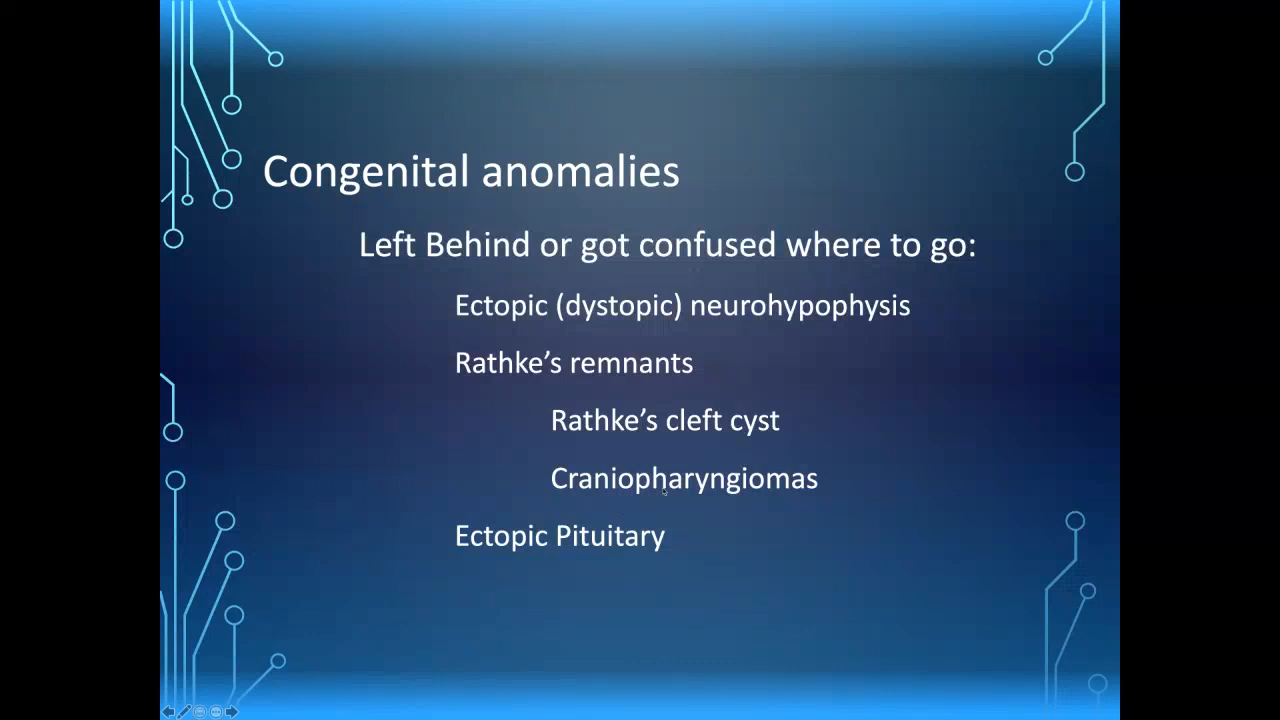 Congenital anomalies
Left Behind or got confused where to go:
Ectopic (dystopic) neurohypophysis
Rathke’s remnants
Rathke’s cleft cyst
Craniopharyngiomas
Ectopic Pituitary